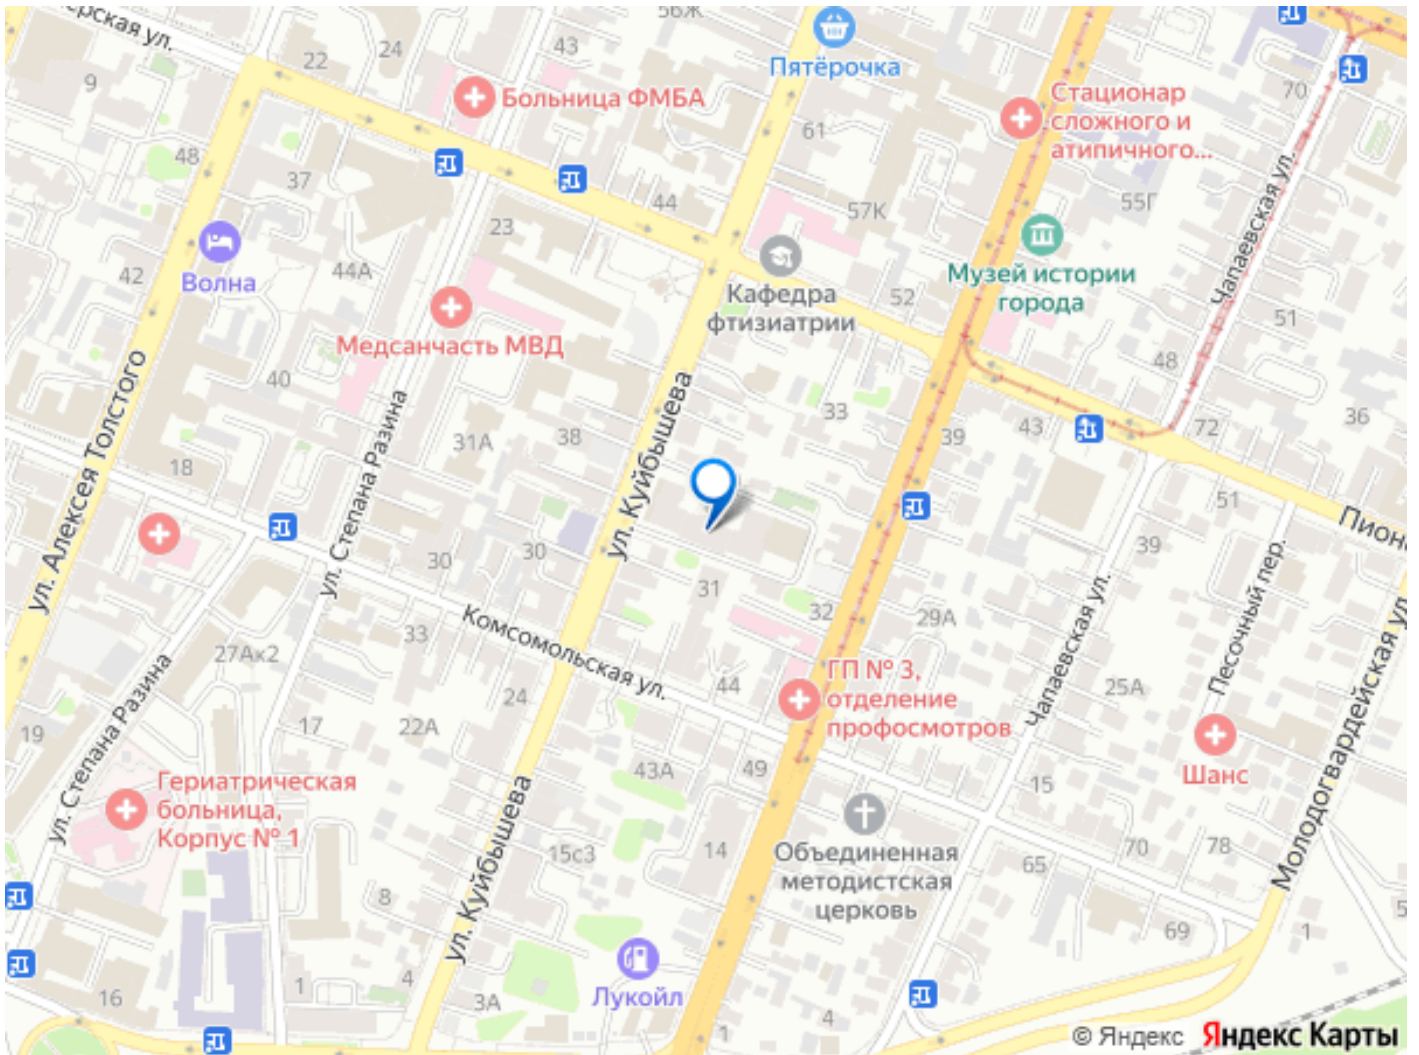 ерская ул.
56Ж
22
24
43
9
Пятёрочка
Больница ФМБА
Стационар
сложного и
атипичного...
70
61
48
37
44
57К
55Г
Чапаевская ул.
23
Волна
42
44А
Музей истории
города
Кафедра
фтизиатрии
52
51
Медсанчасть МВД
48
40
ул. Алексея Толстого
ул. Степана Разина
ул. Куйбышева
33
39
43
72
36
31А
38
18
51
Пионе
30
30
39
31
32
29А
Песочный пер.
Чапаевская ул.
Молодогвардейская ул
Комсомольская ул.
33
27Ак2
ул. Степана Разина
24
44
ГП № 3,
отделение
профосмотров
25А
19
17
22А
43А
49
Шанс
15
Гериатрическая
больница,
Корпус № 1
ул. Куйбышева
15с3
14
Объединенная
методистская
церковь
65
70
78
8
69
1
5
Лукойл
16
1
4
3А
1
4
© Яндекс Яндекс Карты